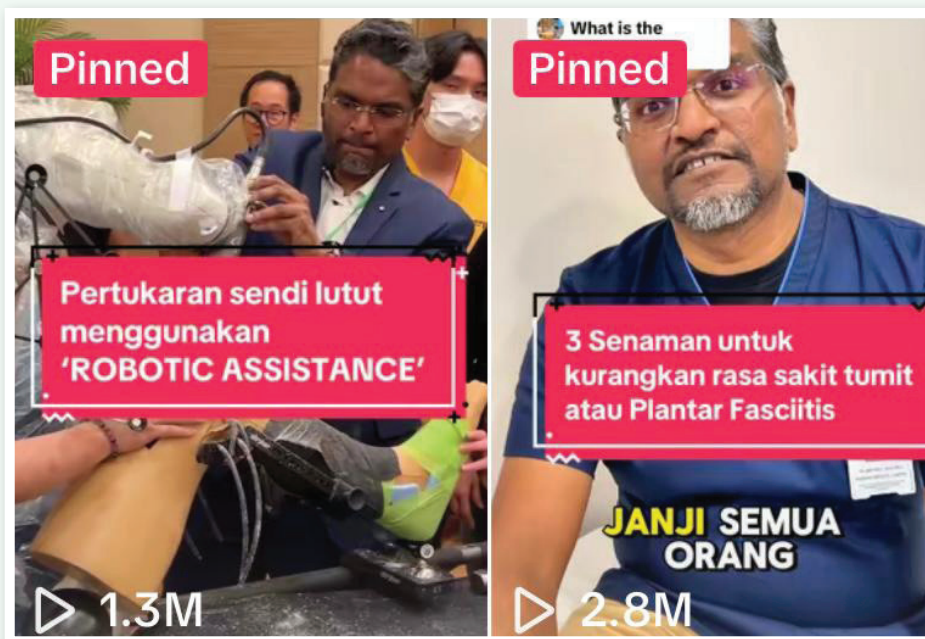 Pinned
Pertukaran sendi lutut
menggunakan
‘ROBOTIC ASSISTANCE’
1.3M
What is the
Pinned
3 Senaman untuk
kurangkan rasa sakit tumit
atau Plantar Fasciitis
JANJI SEMUA
ORANG
2.8M